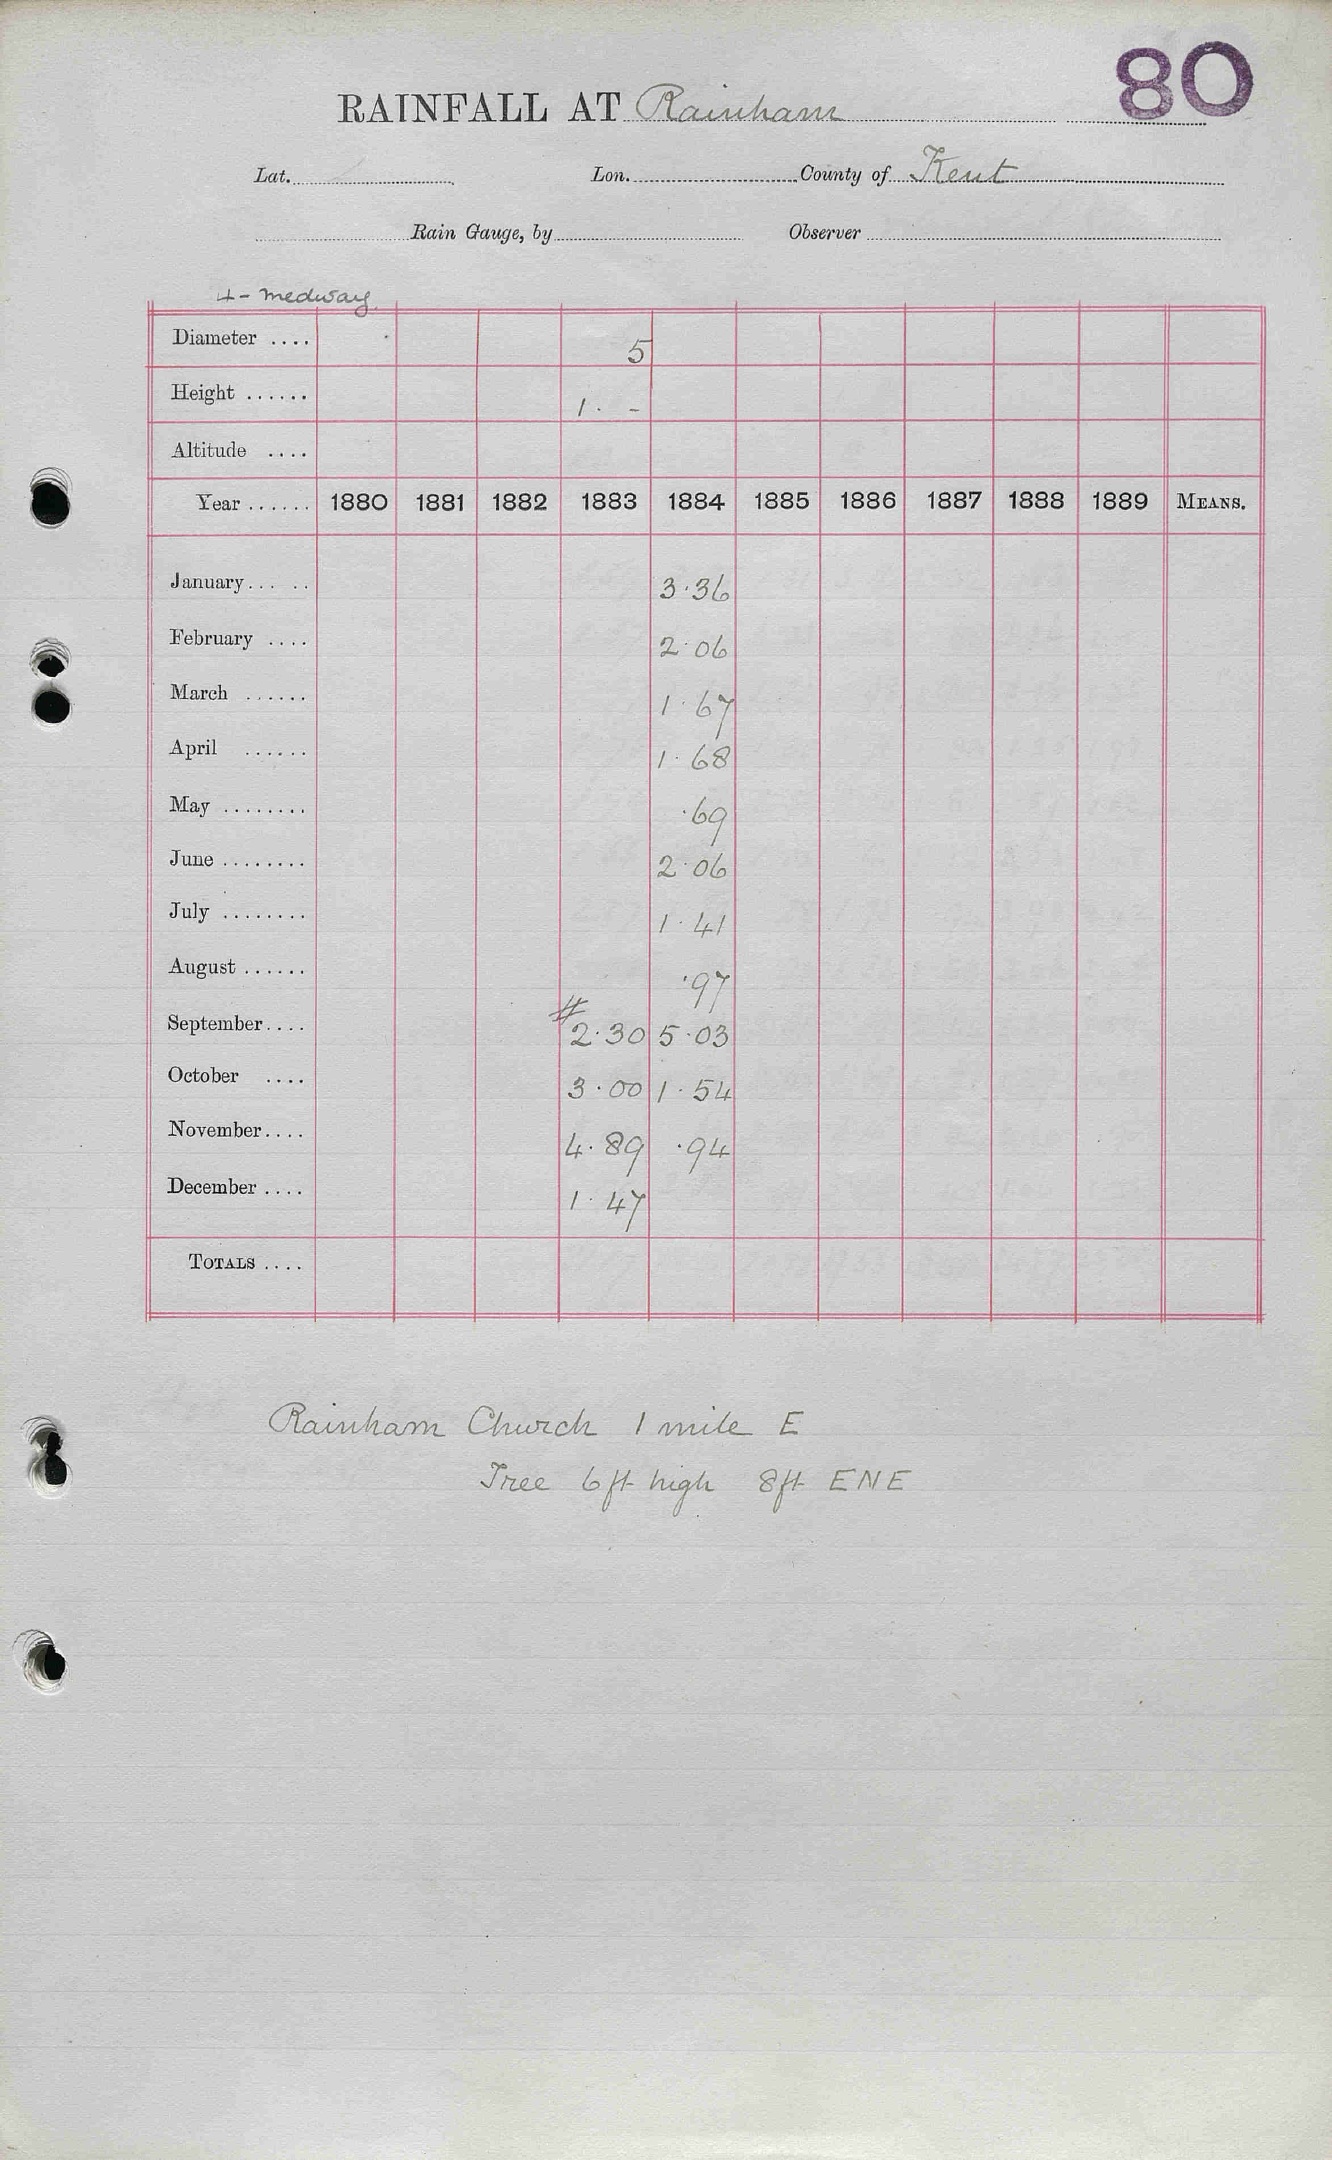 80
RAINFALL AT Rainham
Lat. Lon. County of Kent
Rain Gauge, by Observer
4 - Medway
Diameter .... 5
Height ...... 1 · -
Altitude ....
Year ...... 1880 1881 1882 1883 1884 1885 1886 1887 1888 1889 MEANS.
January... .. 3·36
February .... 2·06
March ...... 1·67
April ...... 1·68
May ........ ·69
June ........ 2·06
July ........ 1·41
August ...... ·97
September.... # 2·30 5·03
October .... 3·00 1·54
November.... 4·89 ·94
December .... 1·47
TOTALS ....
Rainham Church 1 mile E
Tree 6ft high 8ft ENE